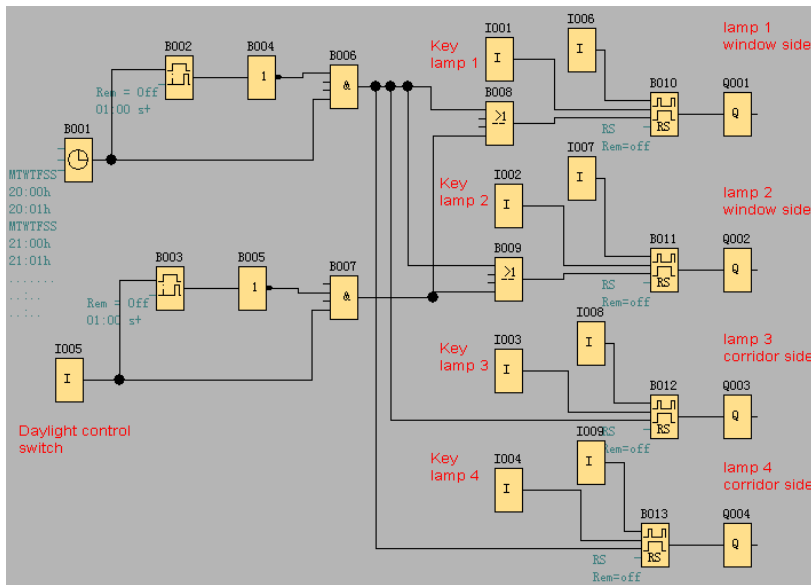 I001
I006
lamp 1
window side
B002
B004
B006
Key
lamp 1
I
I
B010
Q001
1
&
B008
Q
Rem = Off
01:00 s+
≥1
RS
RS
Rem=off
B001
I007
MTWTFSS
20:00h
20:01h
MTWTFSS
21:00h
21:01h
.......
..:..
..:..
I002
Key
lamp 2
I
I
lamp 2
window side
B011
Q002
B003
B005
B007
B009
RS
Q
1
&
≥1
RS
Rem=off
Rem = Off
01:00 s+
I003
I008
lamp 3
corridor side
I005
Key
lamp 3
I
I
B012
Q003
I
RS
Q
Daylight control
switch
I009
RS
Rem=off
I004
Key
lamp 4
I
I
lamp 4
corridor side
B013
Q004
RS
Q
RS
Rem=off